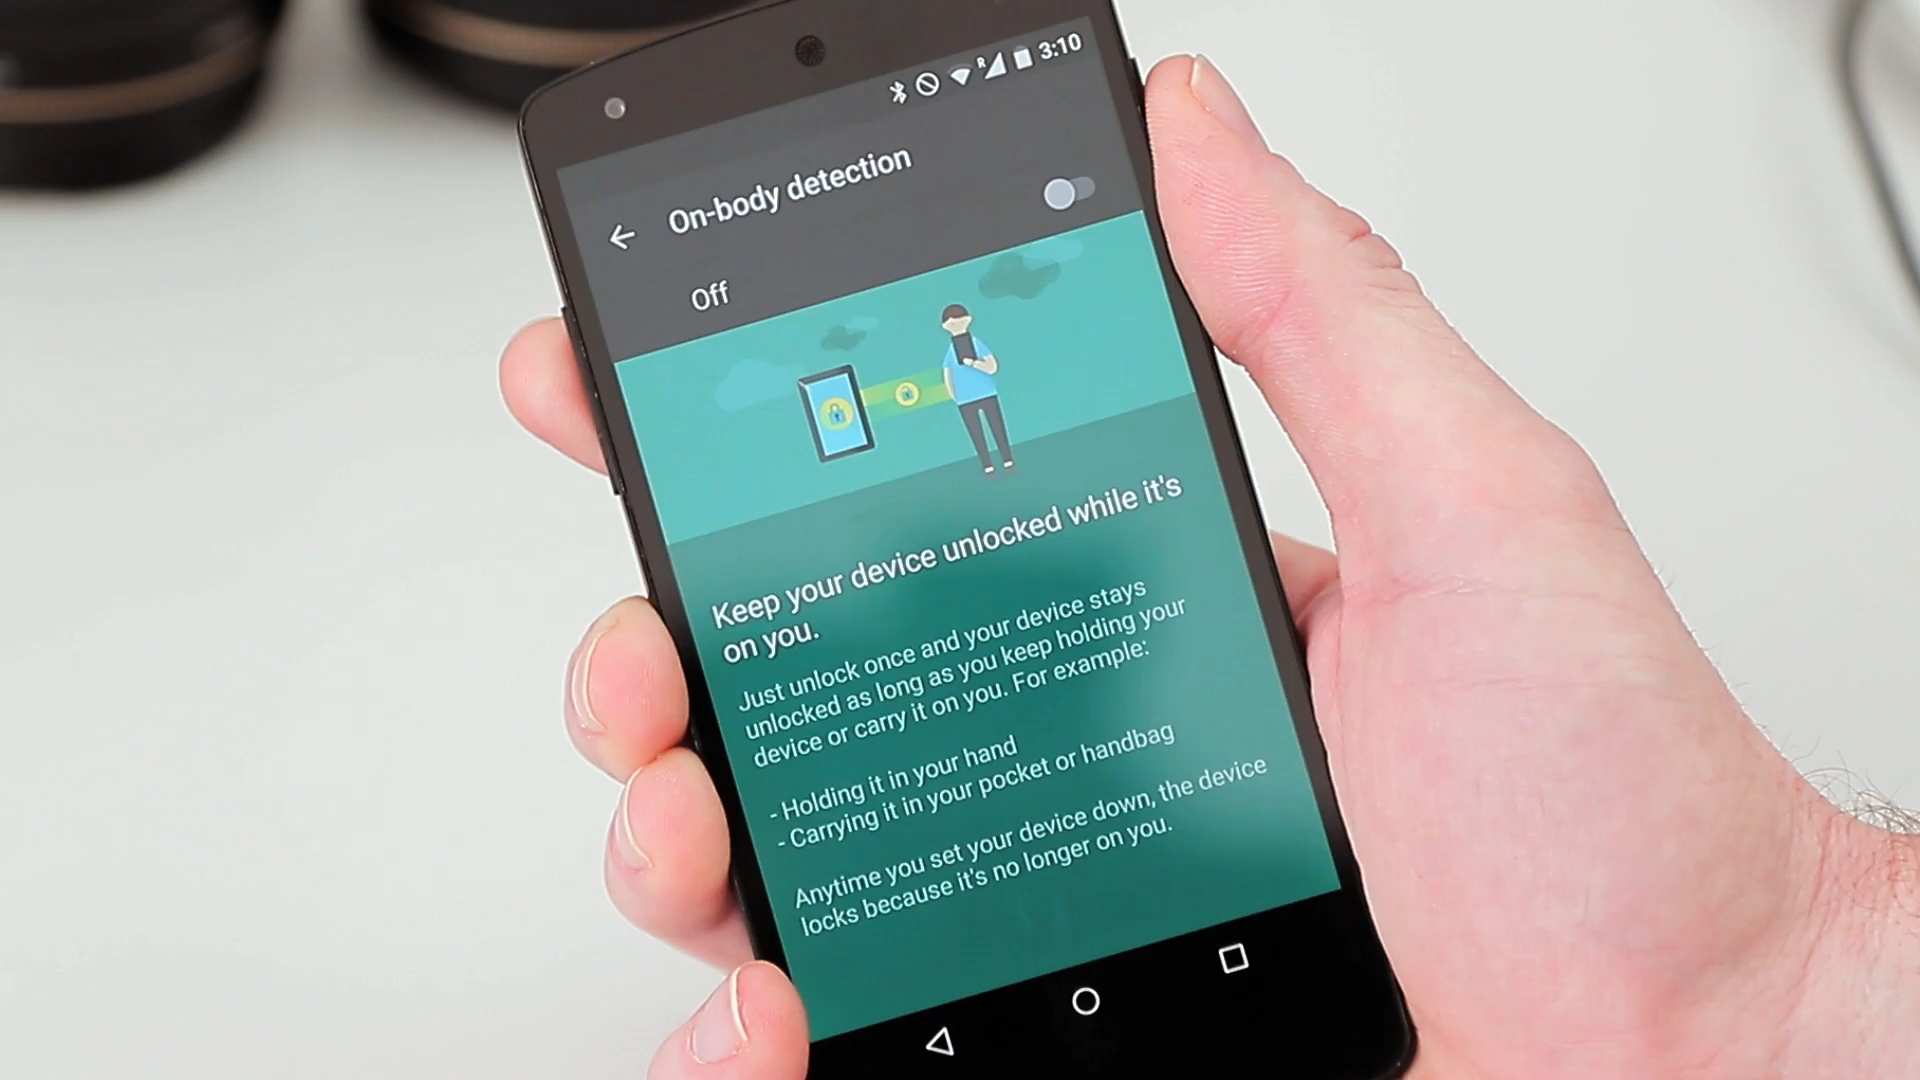 R 3:10
On-body detection
Off
Keep your device unlocked while it's
on you.
Just unlock once and your device stays
unlocked as long as you keep holding your
device or carry it on you. For example:
- Holding it in your hand
- Carrying it in your pocket or handbag
Anytime you set your device down, the device
locks because it's no longer on you.